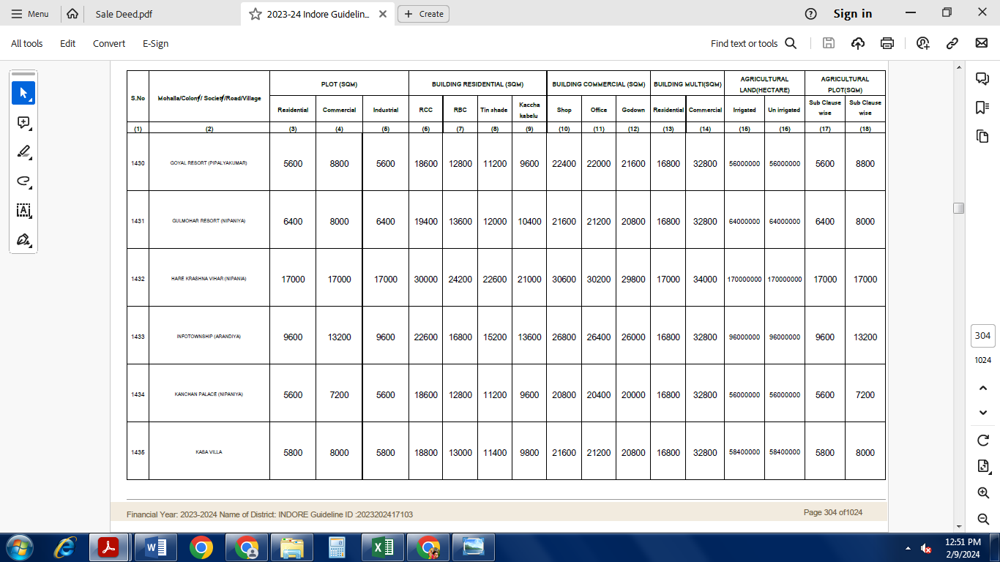 Menu
Sale Deed.pdf
2023-24 Indore Guidelin...
Create
Sign in
All tools
Edit
Convert
E-Sign
Find text or tools
S.No Mohalla/Colony/ Society/Road/Village PLOT (SQM) BUILDING RESIDENTIAL (SQM) BUILDING COMMERCIAL (SQM) BUILDING MULTI(SQM) AGRICULTURAL LAND(HECTARE) AGRICULTURAL PLOT(SQM)
Residential Commercial Industrial RCC RBC Tin shade Kaccha kabelu Shop Office Godown Residential Commercial Irrigated Un irrigated Sub Clause wise Sub Clause wise
(1) (2) (3) (4) (5) (6) (7) (8) (9) (10) (11) (12) (13) (14) (15) (16) (17) (18)
1430 GOYAL RESORT (PIPALYAKUMAR) 5600 8800 5600 18600 12800 11200 9600 22400 22000 21600 16800 32800 56000000 56000000 5600 8800
1431 GULMOHAR RESORT (NIPANIYA) 6400 8000 6400 19400 13600 12000 10400 21600 21200 20800 16800 32800 64000000 64000000 6400 8000
1432 HARE KRASHNA VIHAR (NIPANIA) 17000 17000 17000 30000 24200 22600 21000 30600 30200 29800 17000 34000 170000000 170000000 17000 17000
1433 INFOTOWNSHIP (ARANDIYA) 9600 13200 9600 22600 16800 15200 13600 26800 26400 26000 16800 32800 96000000 96000000 9600 13200
1434 KANCHAN PALACE (NIPANIYA) 5600 7200 5600 18600 12800 11200 9600 20800 20400 20000 16800 32800 56000000 56000000 5600 7200
1435 KASA VILLA 5800 8000 5800 18800 13000 11400 9800 21600 21200 20800 16800 32800 58400000 58400000 5800 8000
Financial Year: 2023-2024 Name of District: INDORE Guideline ID :2023202417103
Page 304 of1024
304
1024
12:51 PM
2/9/2024